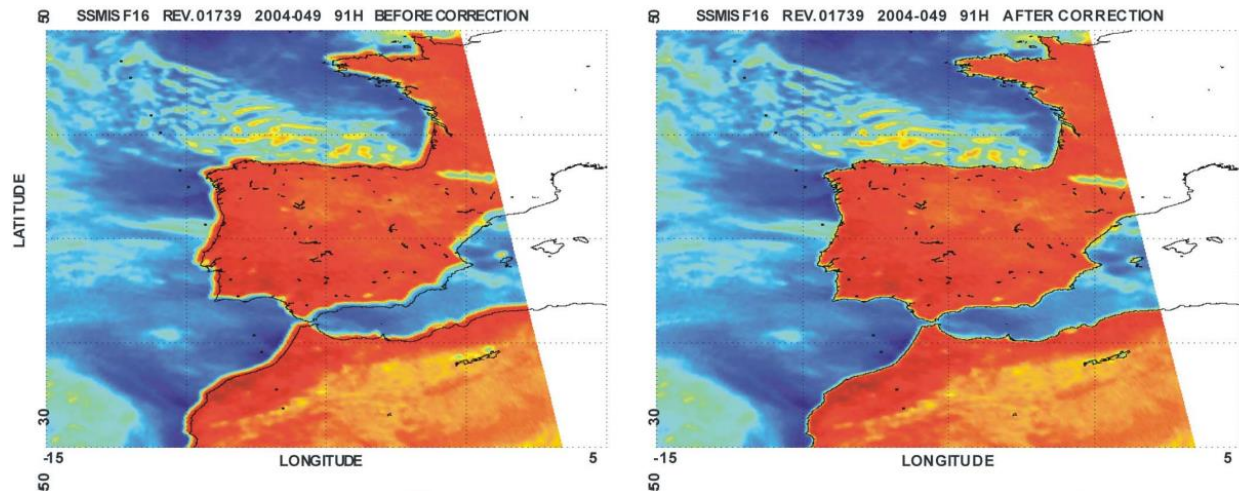 SSMIS F16 REV. 01739 2004-049 91H BEFORE CORRECTION
50
LATITUDE
30
-15
LONGITUDE
5
50
SSMIS F16 REV. 01739 2004-049 91H AFTER CORRECTION
50
30
-15
LONGITUDE
5
50